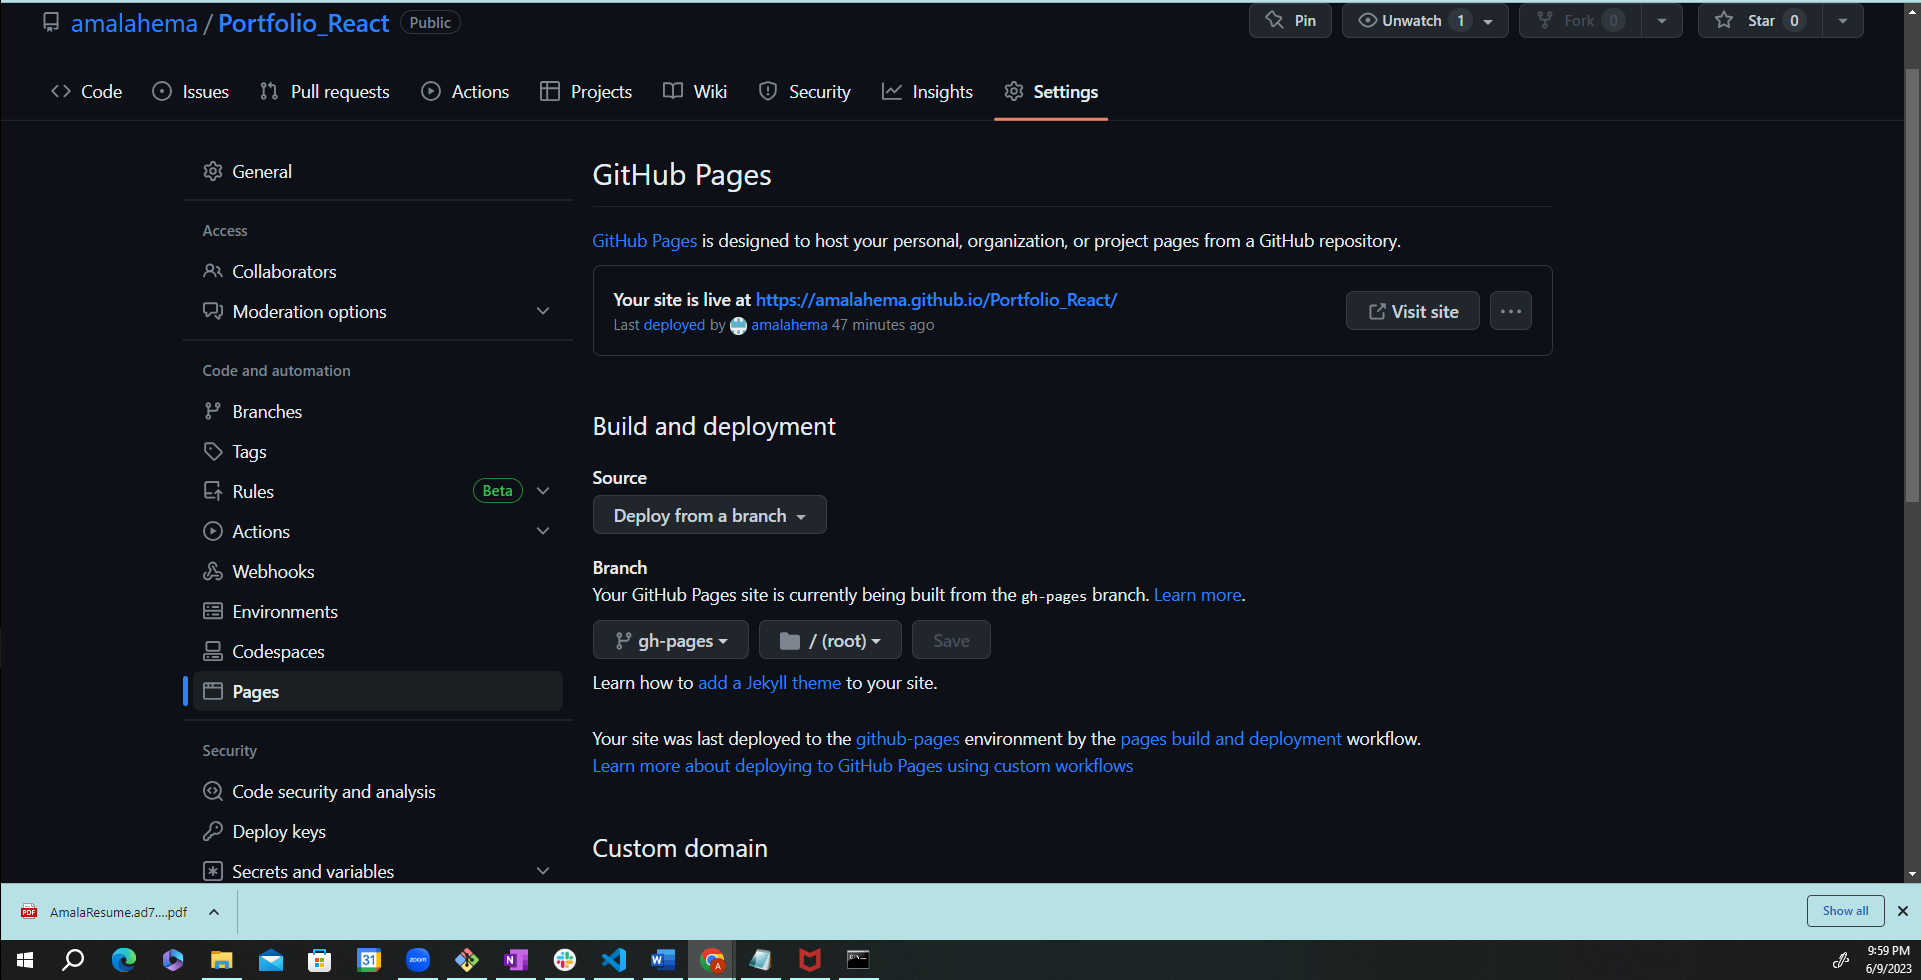 amalahema / Portfolio_React Public
Pin
Unwatch 1
Fork 0
Star 0
Code
Issues
Pull requests
Actions
Projects
Wiki
Security
Insights
Settings
General
Access
Collaborators
Moderation options
Code and automation
Branches
Tags
Rules Beta
Actions
Webhooks
Environments
Codespaces
Pages
Security
Code security and analysis
Deploy keys
Secrets and variables
GitHub Pages
GitHub Pages is designed to host your personal, organization, or project pages from a GitHub repository.
Your site is live at https://amalahema.github.io/Portfolio_React/
Last deployed by amalahema 47 minutes ago
Visit site
Build and deployment
Source
Deploy from a branch
Branch
Your GitHub Pages site is currently being built from the gh-pages branch. Learn more.
gh-pages
/ (root)
Save
Learn how to add a Jekyll theme to your site.
Your site was last deployed to the github-pages environment by the pages build and deployment workflow.
Learn more about deploying to GitHub Pages using custom workflows
Custom domain
PDF
AmalaResume.ad7....pdf
Show all
31
zoom
N
W
A
9:59 PM
6/9/2023